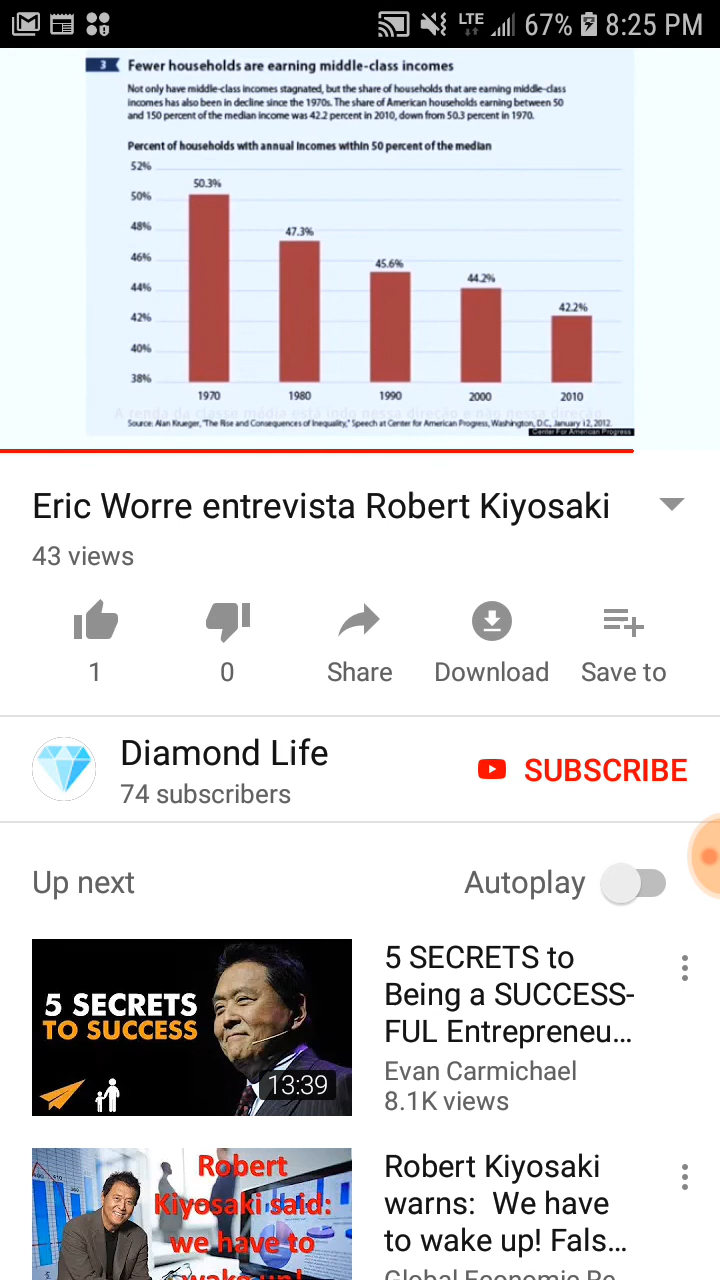 LTE 67% 8:25 PM
3 Fewer households are earning middle-class incomes
Not only have middle-class incomes stagnated, but the share of households that are earning middle-class
incomes has also been in decline since the 1970s. The share of American households earning between 50
and 150 percent of the median income was 42.2 percent in 2010, down from 50.3 percent in 1970.
Percent of households with annual incomes within 50 percent of the median
52%
50%
48%
46%
44%
42%
40%
38%
50.3%
47.3%
45.6%
44.2%
42.2%
1970 1980 1990 2000 2010
A renda da classe média está indo nessa direção e não nessa direção
Source: Alan Krueger, "The Rise and Consequences of Inequality," Speech at Center for American Progress, Washington, D.C., January 12, 2012.
Center For American Progress
Eric Worre entrevista Robert Kiyosaki
43 views
1 0 Share Download Save to
Diamond Life
74 subscribers
SUBSCRIBE
Up next Autoplay
5 SECRETS
TO SUCCESS
13:39
5 SECRETS to
Being a SUCCESS-
FUL Entrepreneu...
Evan Carmichael
8.1K views
Robert
Kiyosaki said:
we have to
wake up!
Robert Kiyosaki
warns: We have
to wake up! Fals...
Global Economic Re